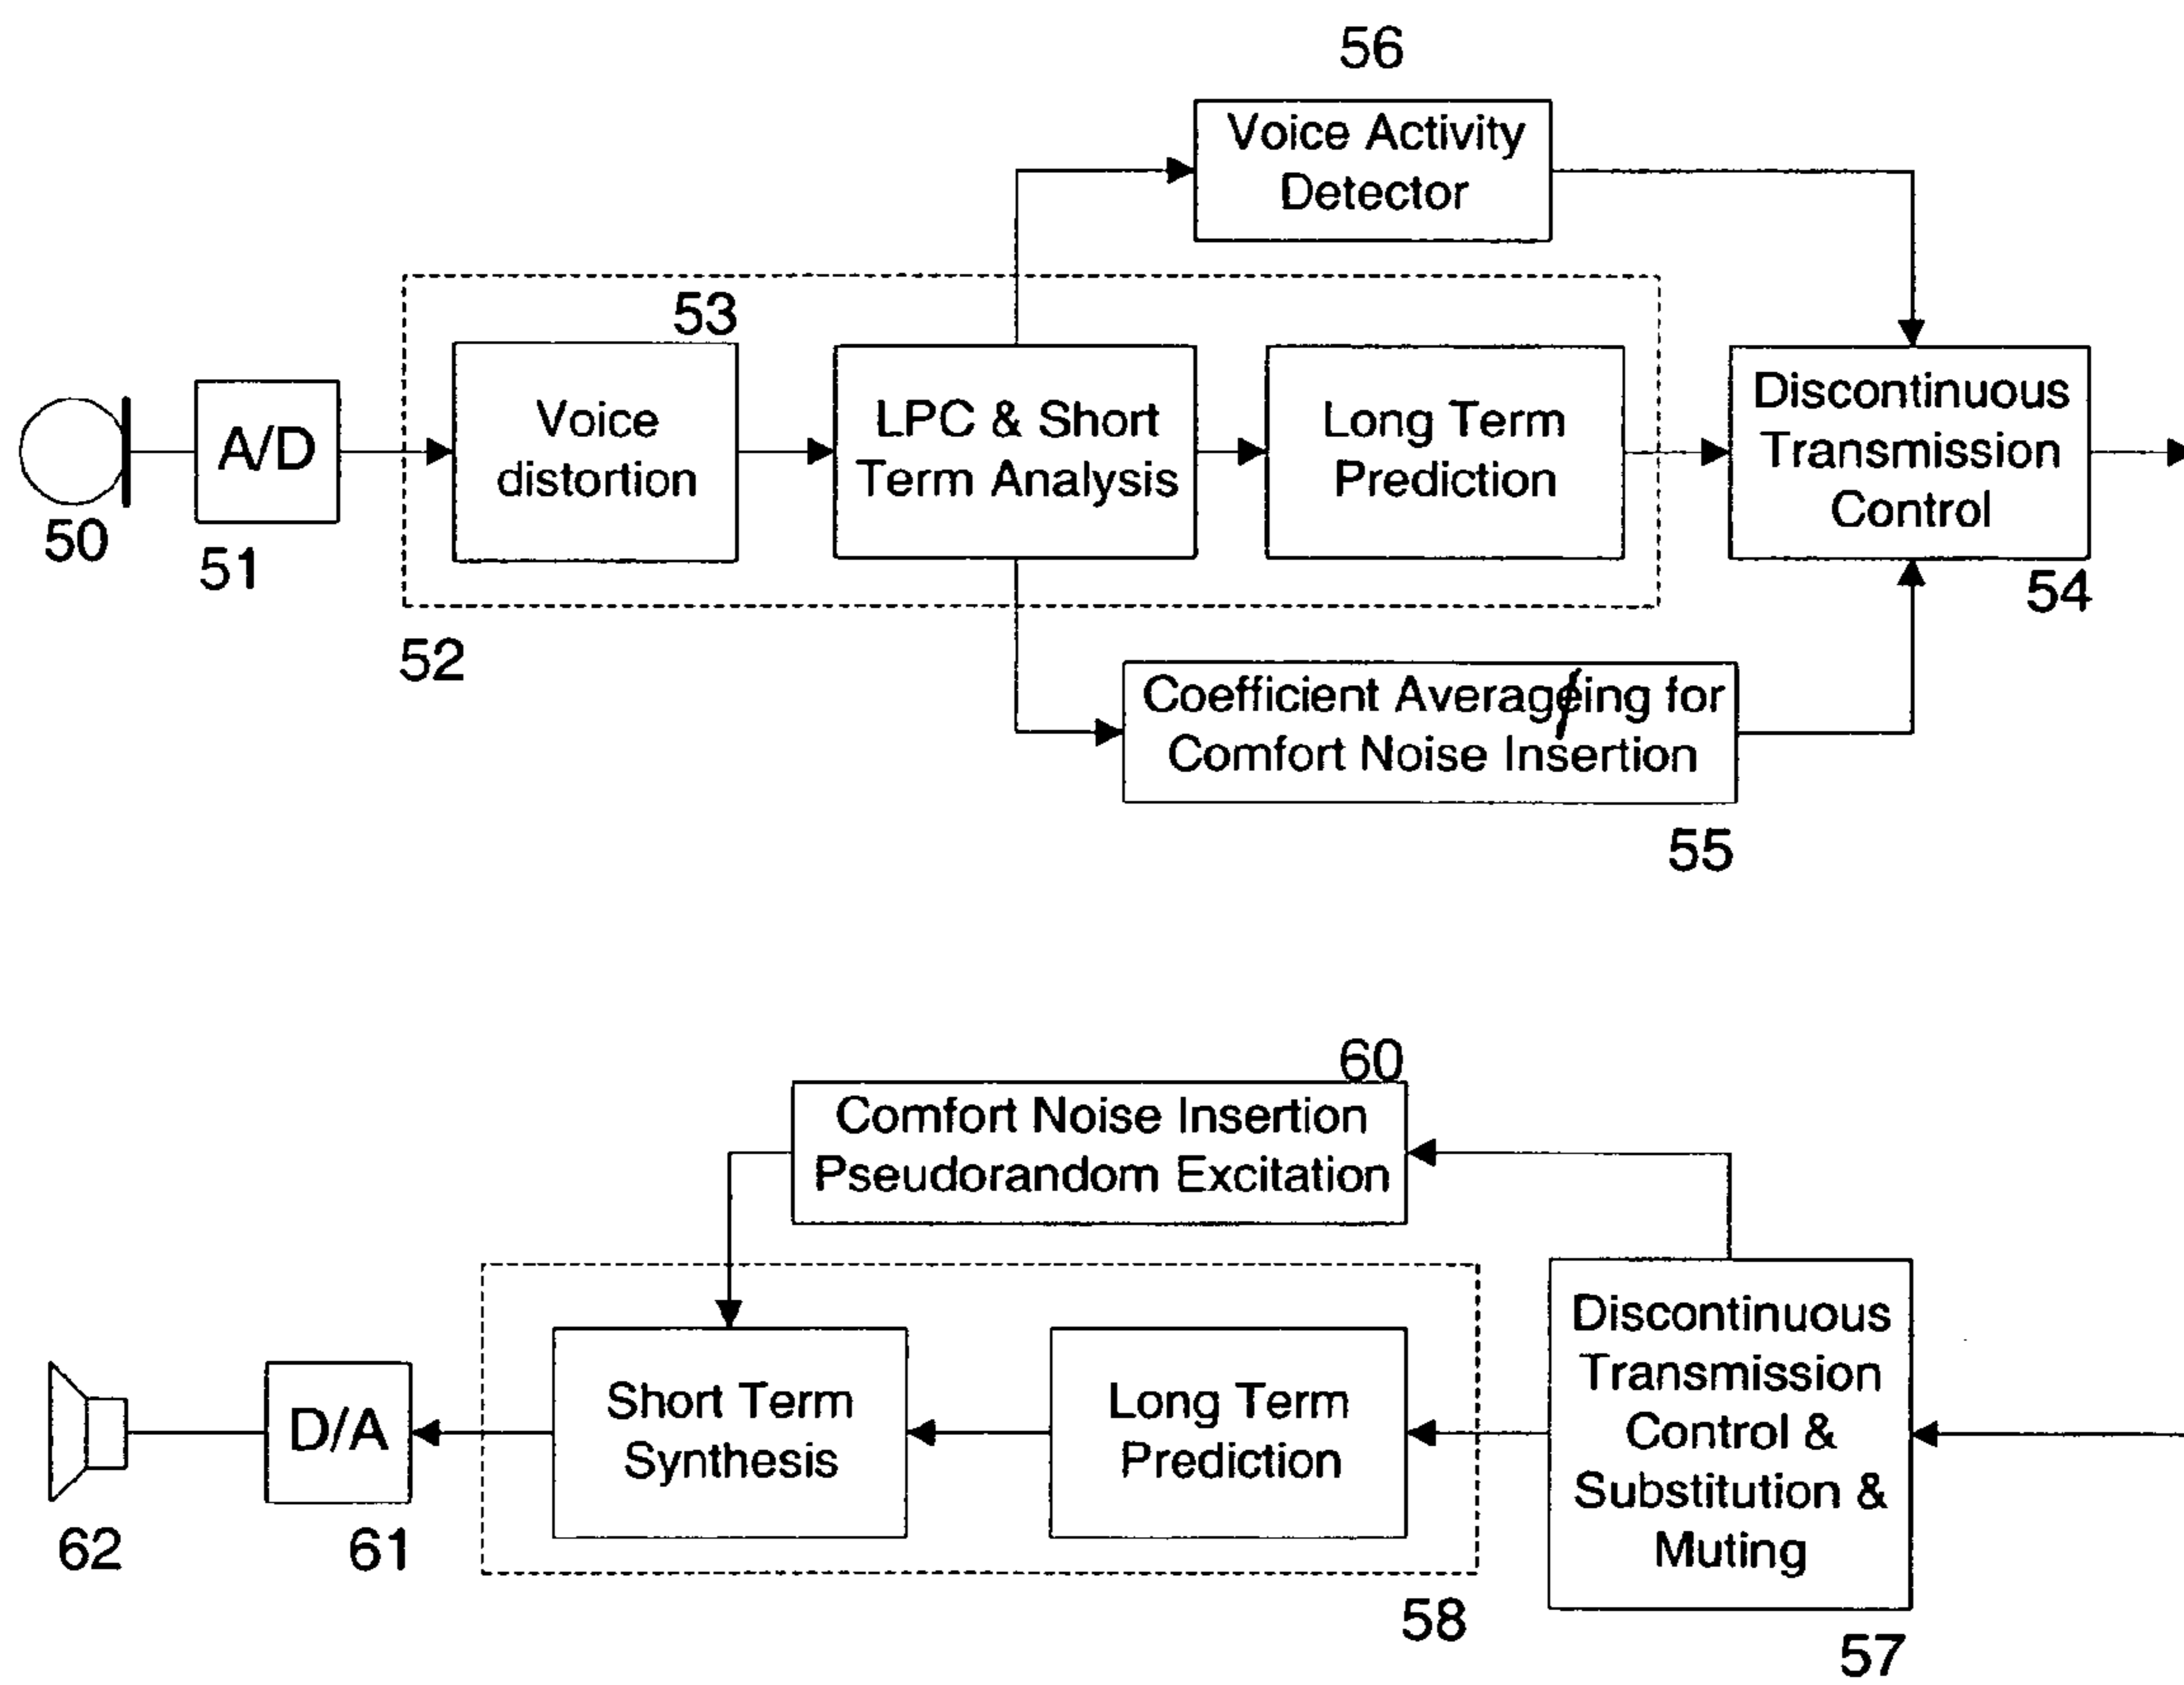 56
Voice Activity
Detector
53
Voice
distortion
LPC & Short
Term Analysis
Long Term
Prediction
Discontinuous
Transmission
Control
A/D
50
51
52
54
Coefficient Averageing for
Comfort Noise Insertion
55
60
Comfort Noise Insertion
Pseudorandom Excitation
Short Term
Synthesis
Long Term
Prediction
Discontinuous
Transmission
Control &
Substitution &
Muting
D/A
62
61
58
57